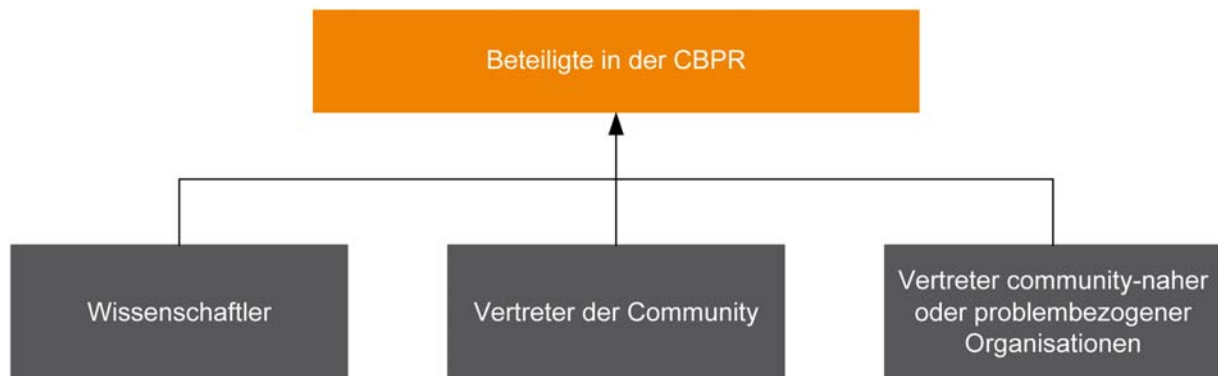 Beteiligte in der CBPR
Wissenschaftler
Vertreter der Community
Vertreter community-naher
oder problembezogener
Organisationen